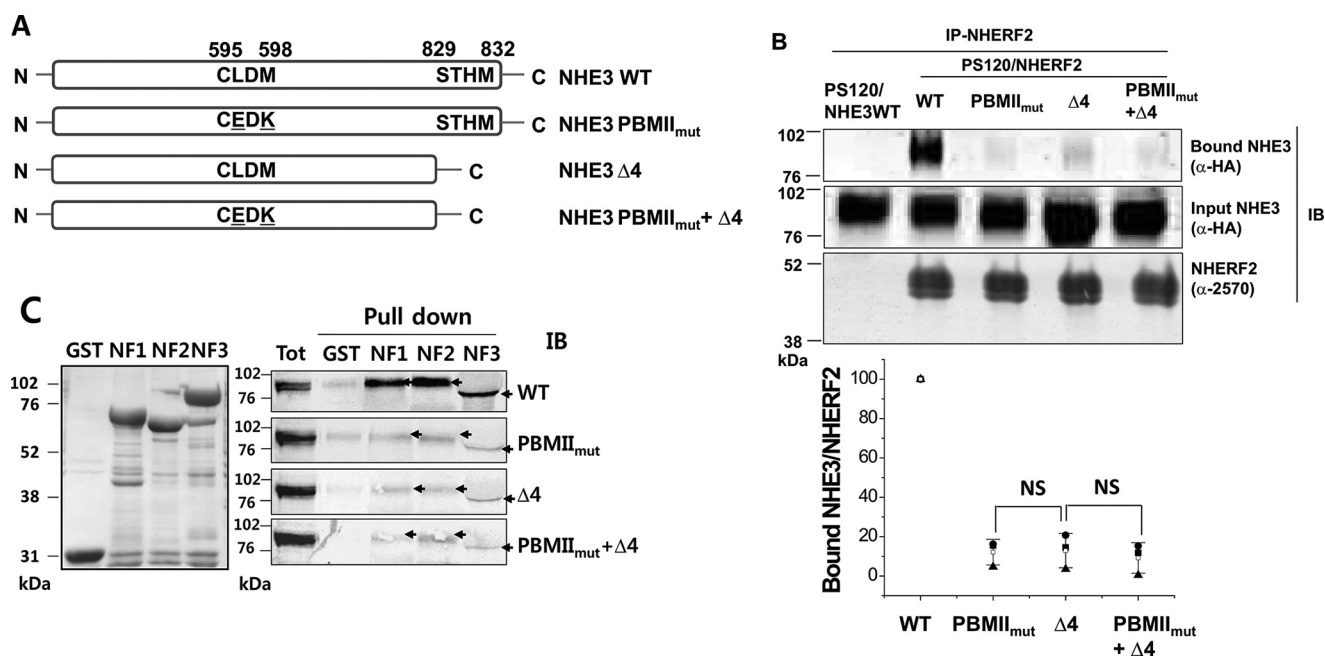 A
595 598 829 832
N CLDM STHM C NHE3 WT
N CEDK STHM C NHE3 PBMIImut
N CLDM C NHE3 Δ4
N CEDK C NHE3 PBMIImut+ Δ4
B
IP-NHERF2
PS120/NHERF2
PS120/
NHE3WT
WT PBMIImut Δ4 PBMIImut
+Δ4
102
76
Bound NHE3
(α-HA)
102
76
Input NHE3
(α-HA)
IB
52
38
kDa
NHERF2
(α-2570)
Bound NHE3/NHERF2
100
80
60
40
20
0
NS NS
WT PBMIImut Δ4 PBMIImut
+ Δ4
C
GST NF1 NF2 NF3
102
76
52
38
31
kDa
Pull down
IB
Tot GST NF1 NF2 NF3
102
76
WT
102
76
PBMIImut
102
76
Δ4
102
76
PBMIImut+Δ4
kDa